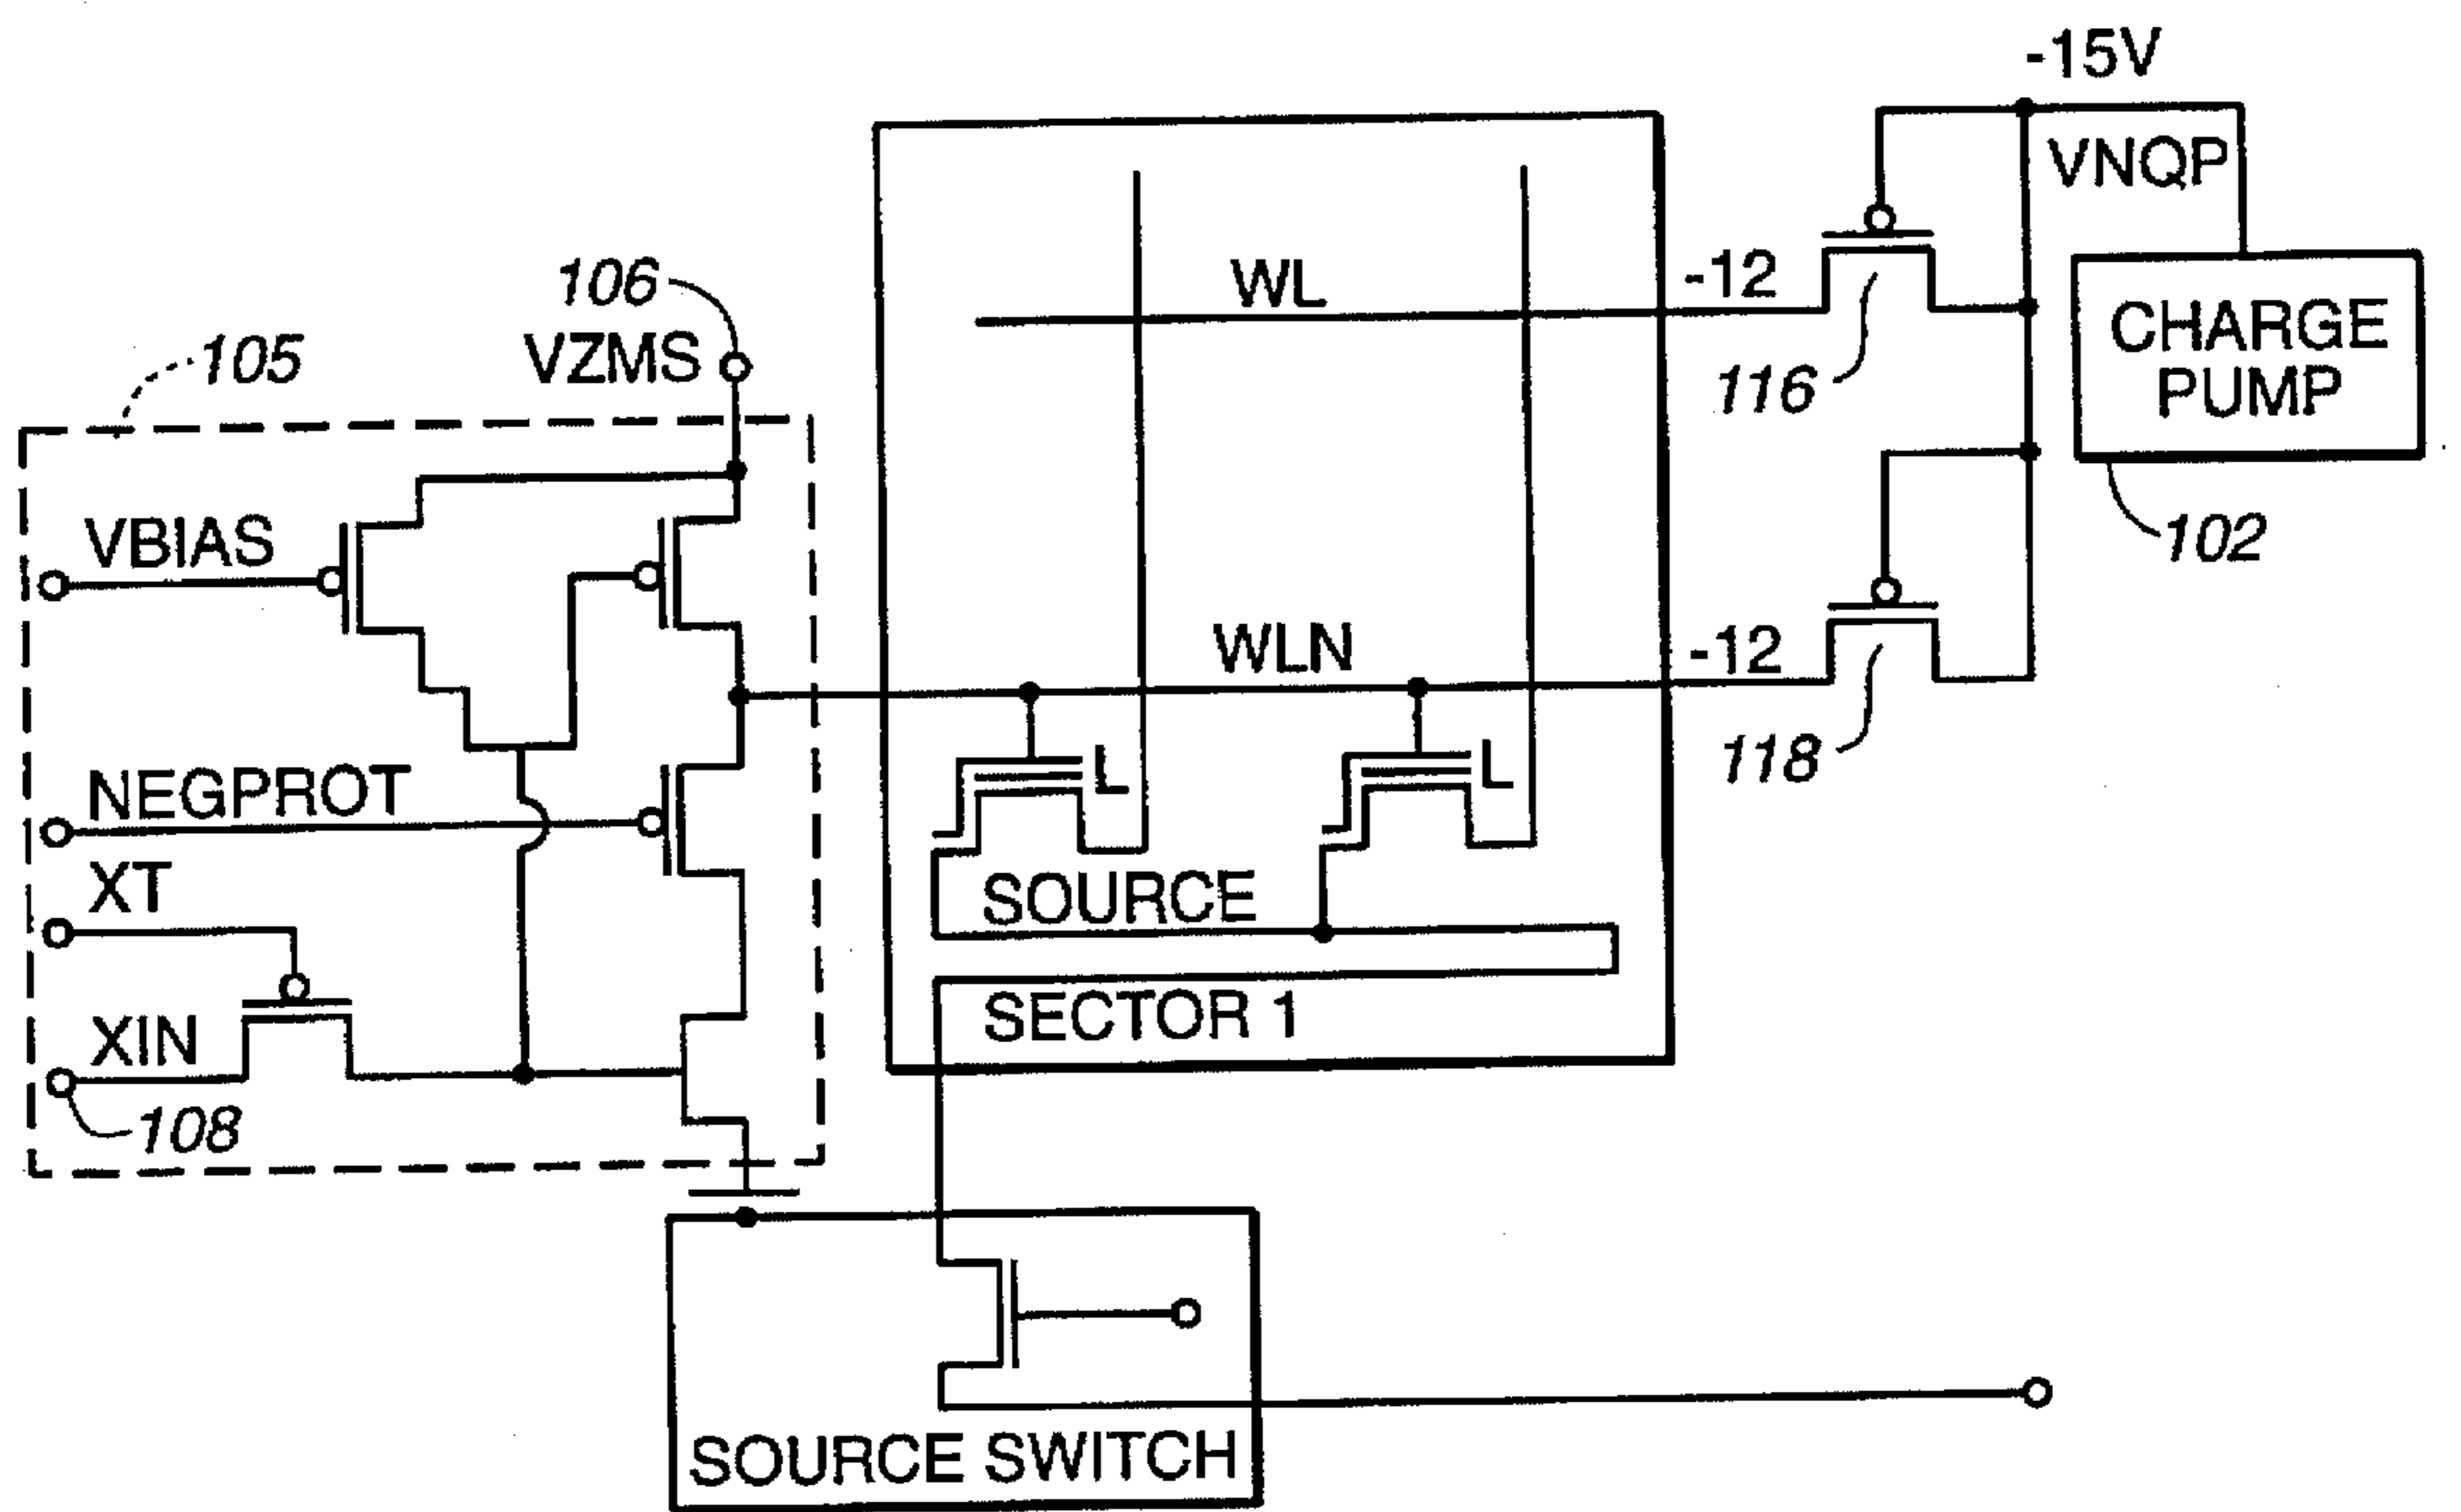 -15V
VNQP
106
WL
-12
CHARGE
PUMP
105
VZMS
116
VBIAS
102
WLN
-12
118
NEGPROT
L
L
XT
SOURCE
XIN
SECTOR 1
108
SOURCE SWITCH